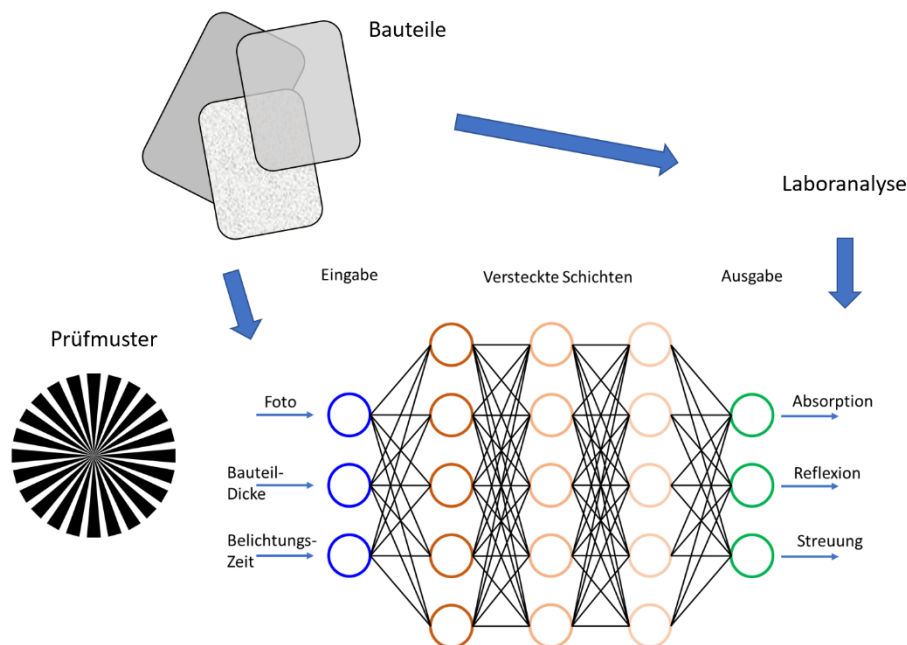 Bauteile
Laboranalyse
Eingabe
Versteckte Schichten
Ausgabe
Prüfmuster
Foto
Bauteil-
Dicke
Belichtungs-
Zeit
Absorption
Reflexion
Streuung